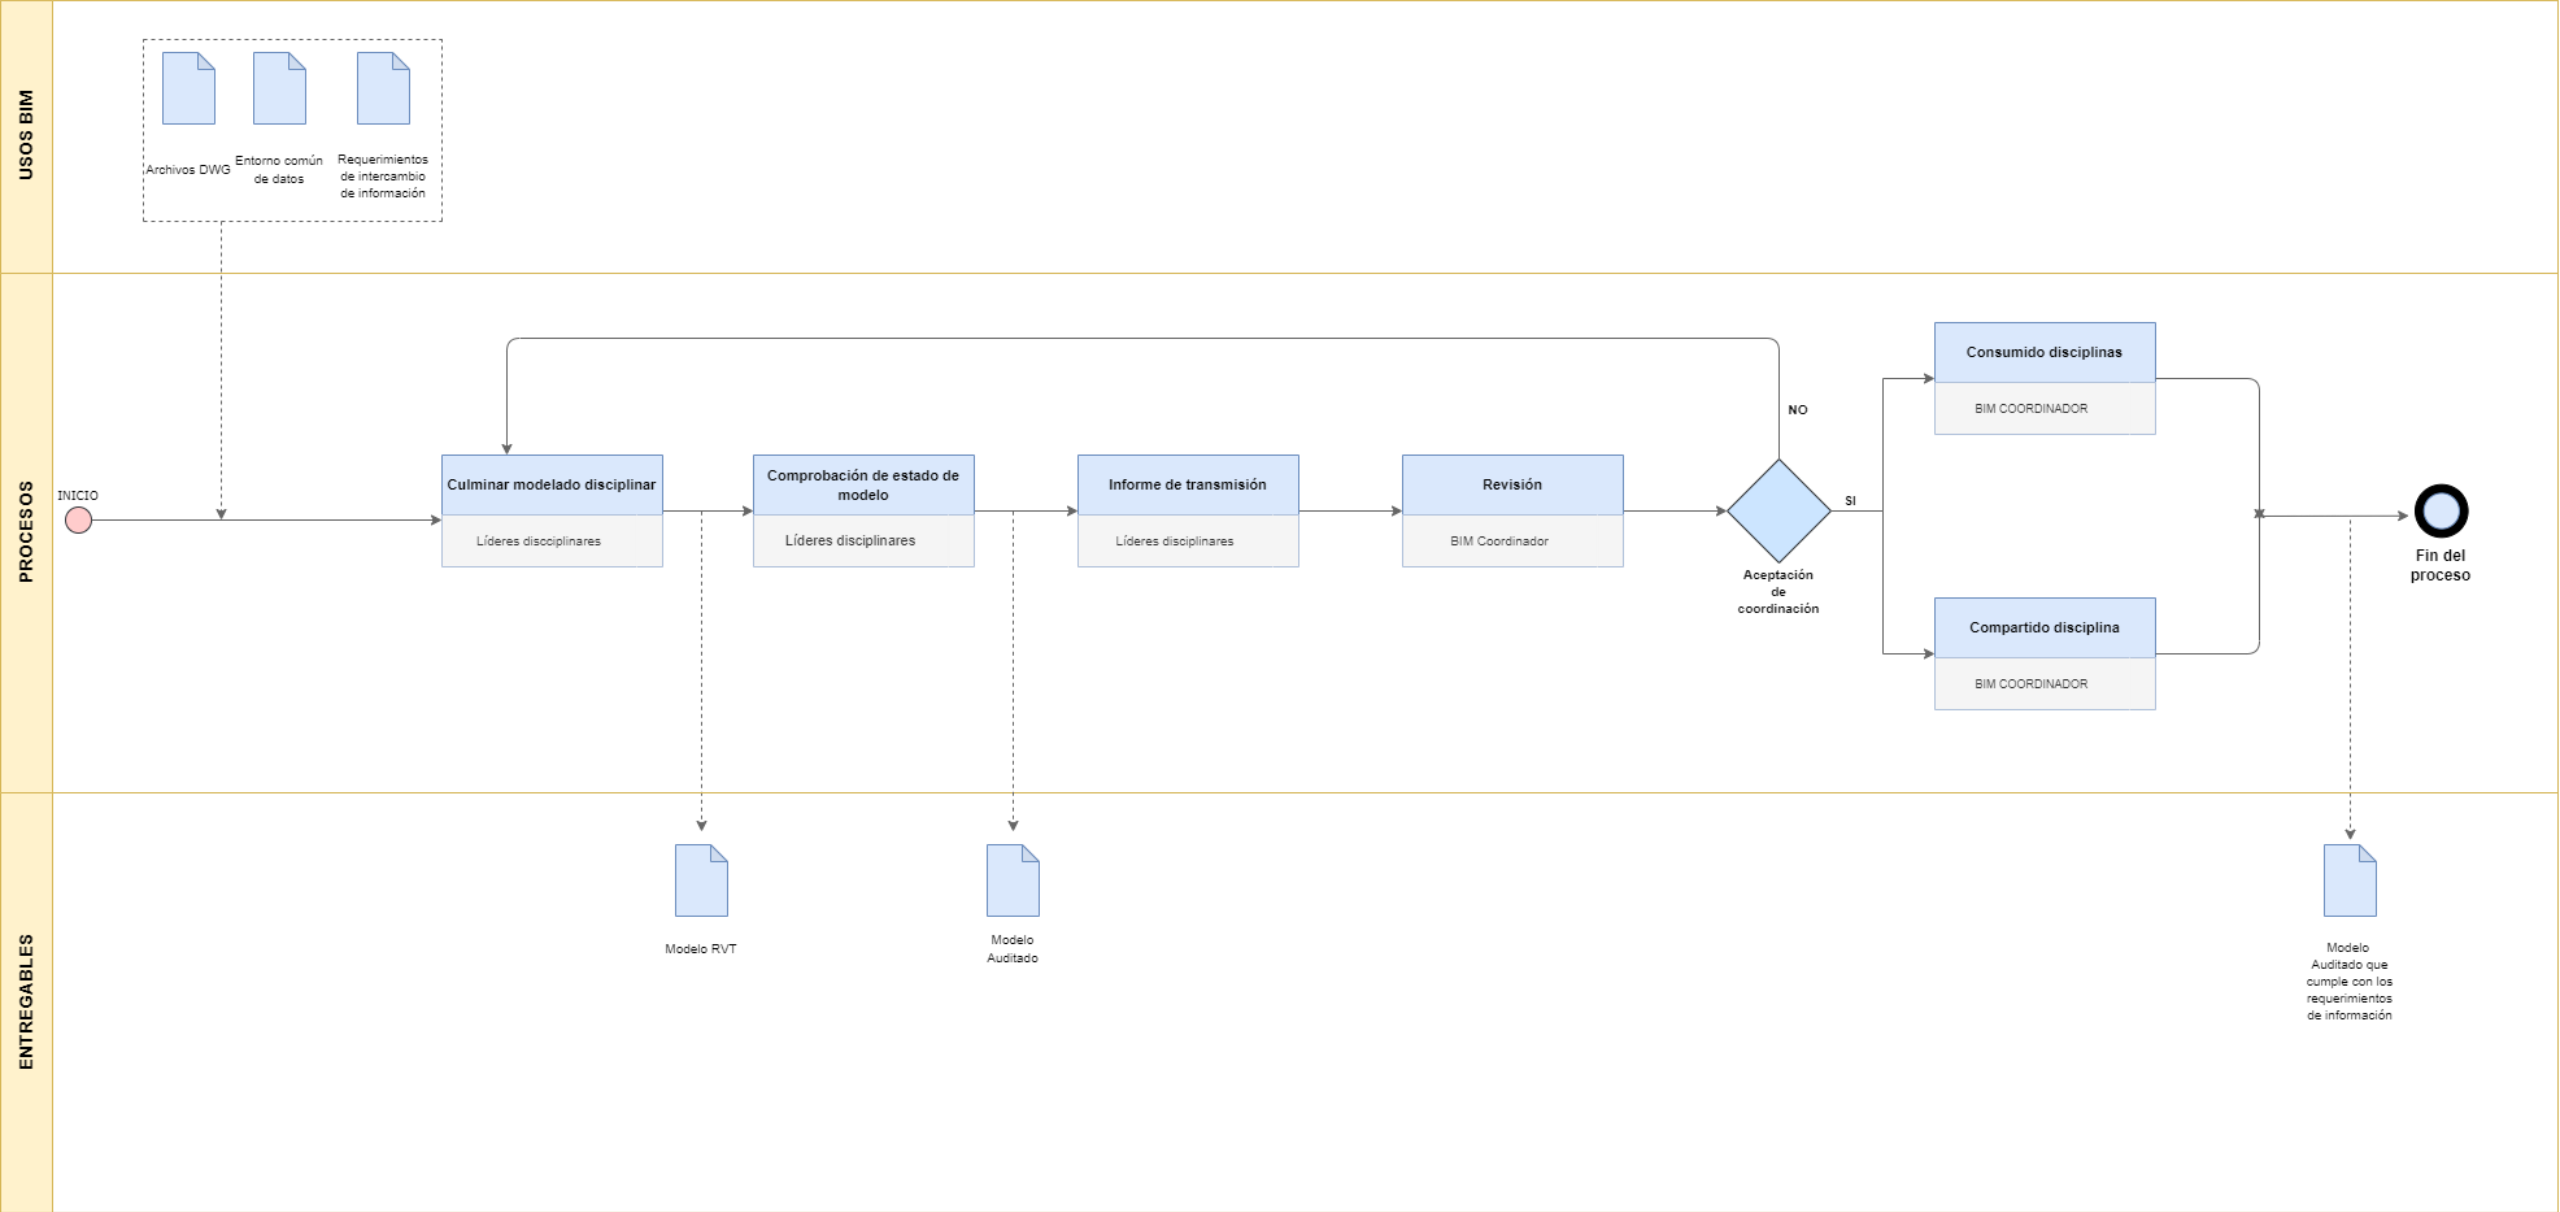 USOS BIM
Archivos DWG
Entorno común
de datos
Requerimientos
de intercambio
de información
PROCESOS
INICIO
Culminar modelado disciplinar
Líderes discciplinares
Comprobación de estado de
modelo
Líderes disciplinares
Informe de transmisión
Líderes disciplinares
Revisión
BIM Coordinador
Aceptación
de
coordinación
NO
SI
Consumido disciplinas
BIM COORDINADOR
Compartido disciplina
BIM COORDINADOR
Fin del
proceso
ENTREGABLES
Modelo RVT
Modelo
Auditado
Modelo
Auditado que
cumple con los
requerimientos
de información